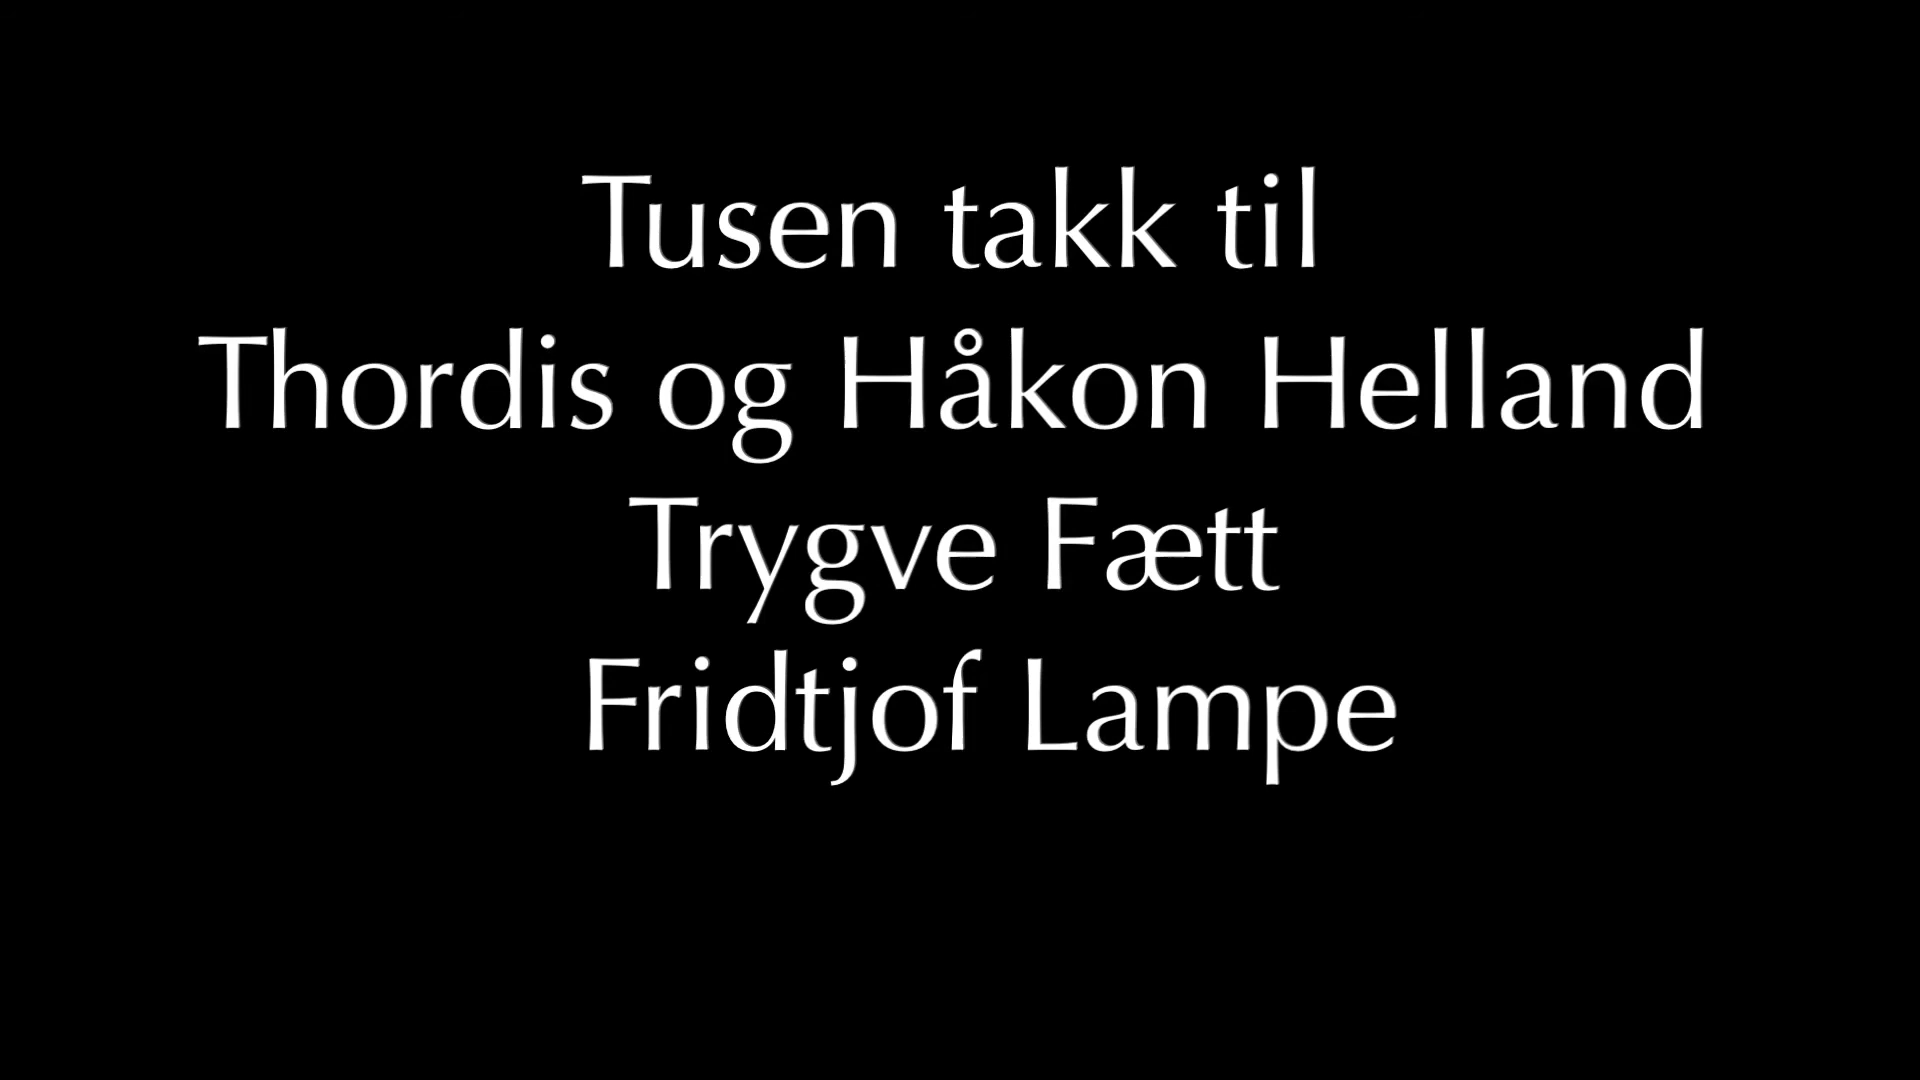 Tusen takk til
Thordis og Håkon Helland
Trygve Fætt
Fridtjof Lampe